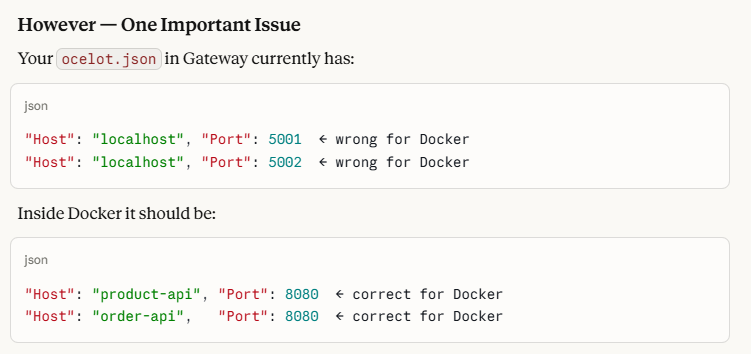 However — One Important Issue
Your ocelot.json in Gateway currently has:
json
"Host": "localhost", "Port": 5001  ← wrong for Docker
"Host": "localhost", "Port": 5002  ← wrong for Docker
Inside Docker it should be:
json
"Host": "product-api", "Port": 8080  ← correct for Docker
"Host": "order-api",   "Port": 8080  ← correct for Docker